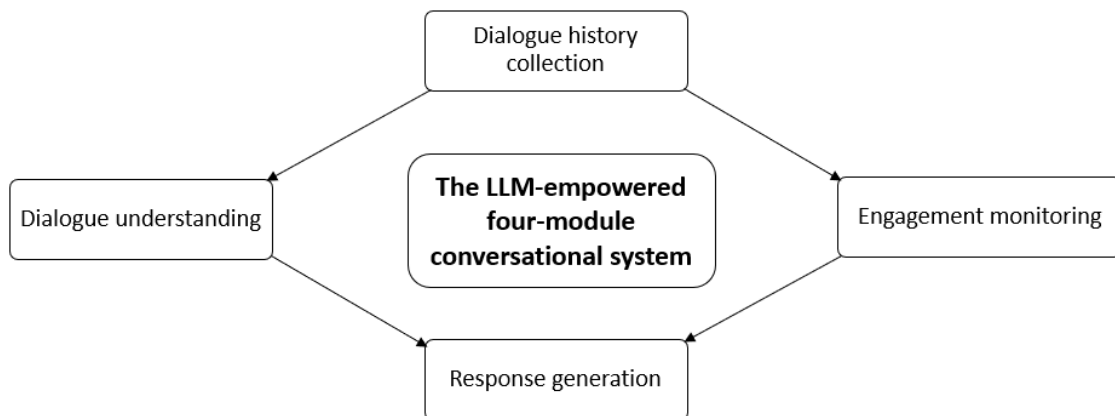 Dialogue history
collection
Dialogue understanding
The LLM-empowered
four-module
conversational system
Engagement monitoring
Response generation